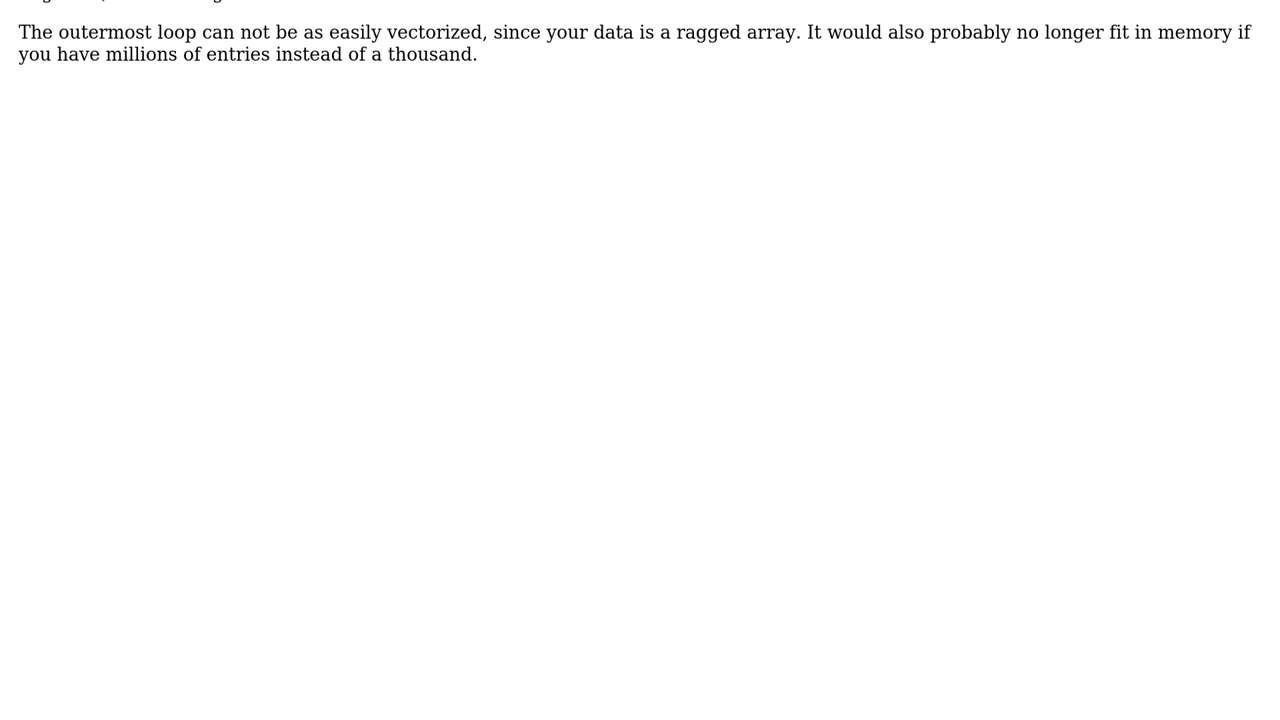 The outermost loop can not be as easily vectorized, since your data is a ragged array. It would also probably no longer fit in memory if
you have millions of entries instead of a thousand.